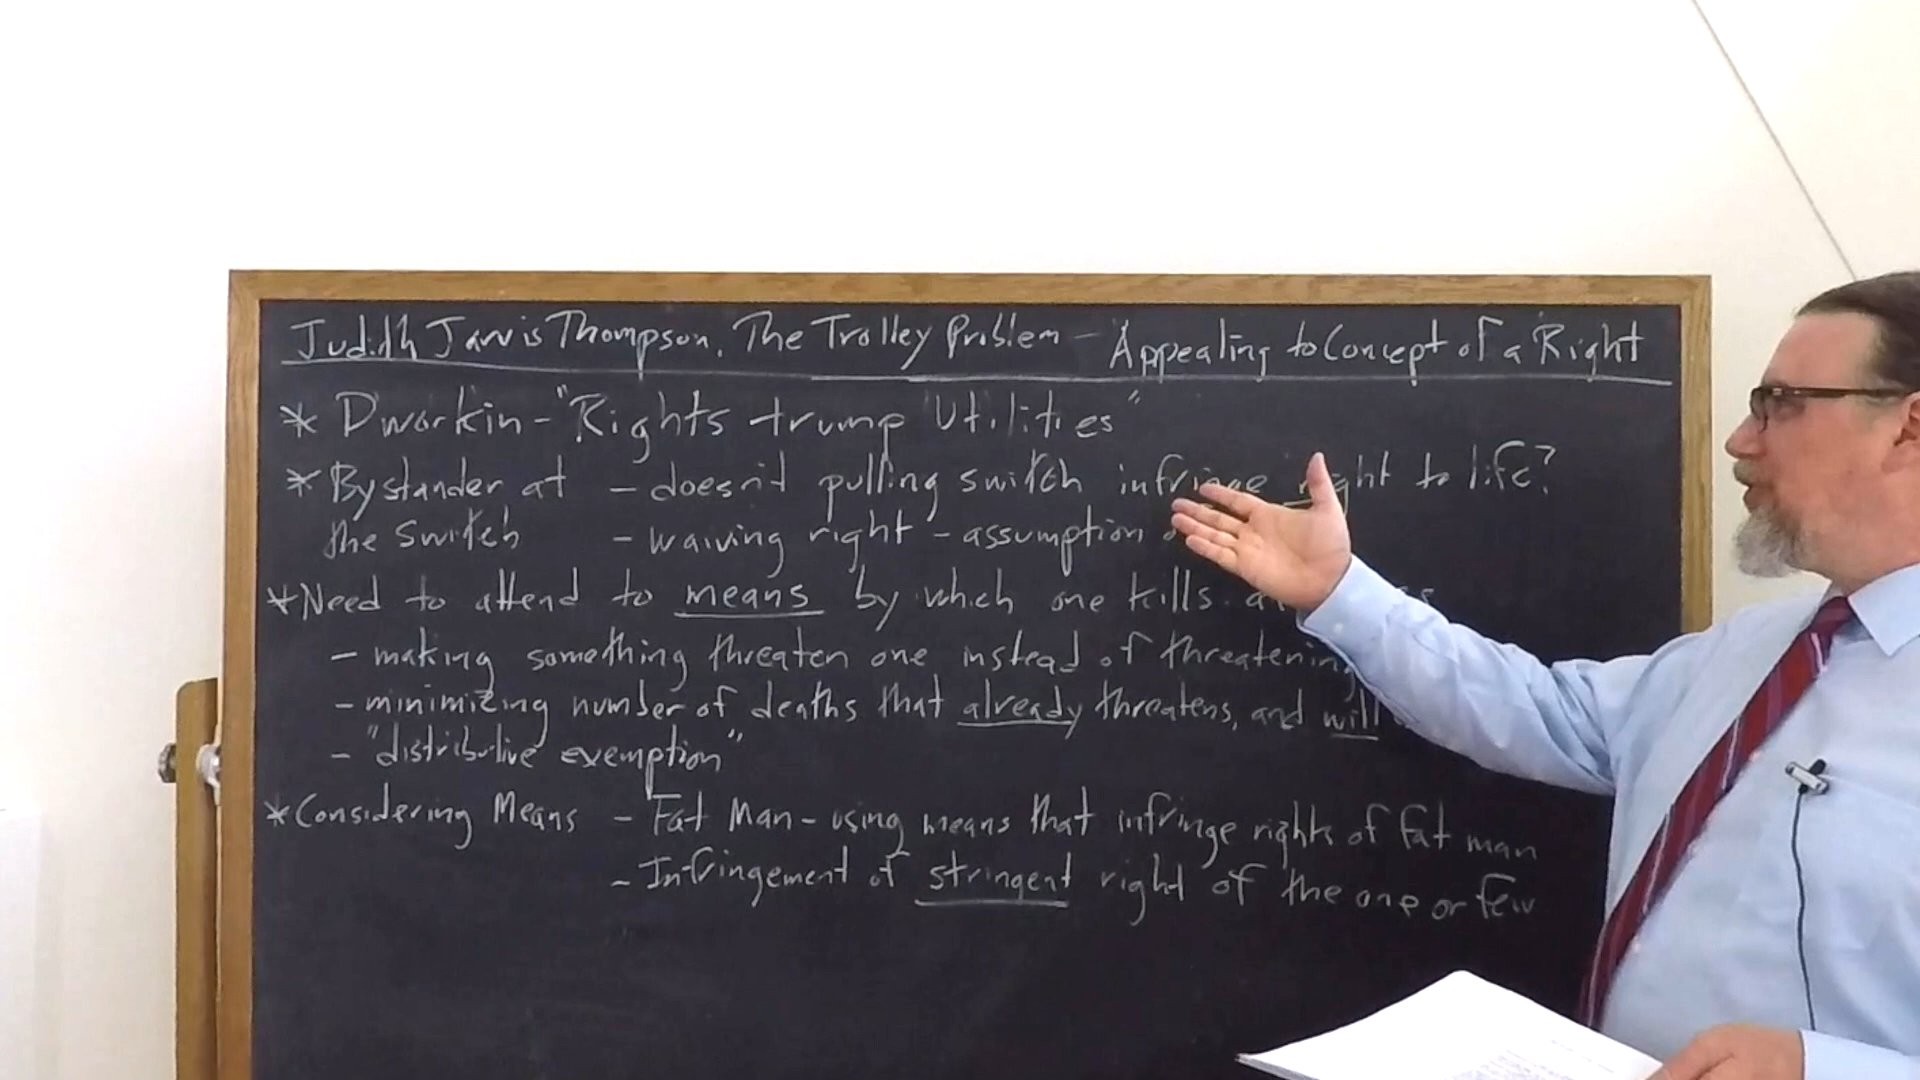 Judith Jarvis Thompson, The Trolley Problem - Appealing to Concept of a Right
* Dworkin - "Rights trump Utilities"
* Bystander at the switch - doesn't pulling switch infringe right to life?
- waiving right - assumption
* Need to attend to means by which one kills
- making something threaten one instead of threatening
- minimizing number of deaths that already threatens, and will
- "distributive exemption"
* Considering Means - Fat Man - using means that infringe rights of fat man
- Infringement of stringent right of the one or few